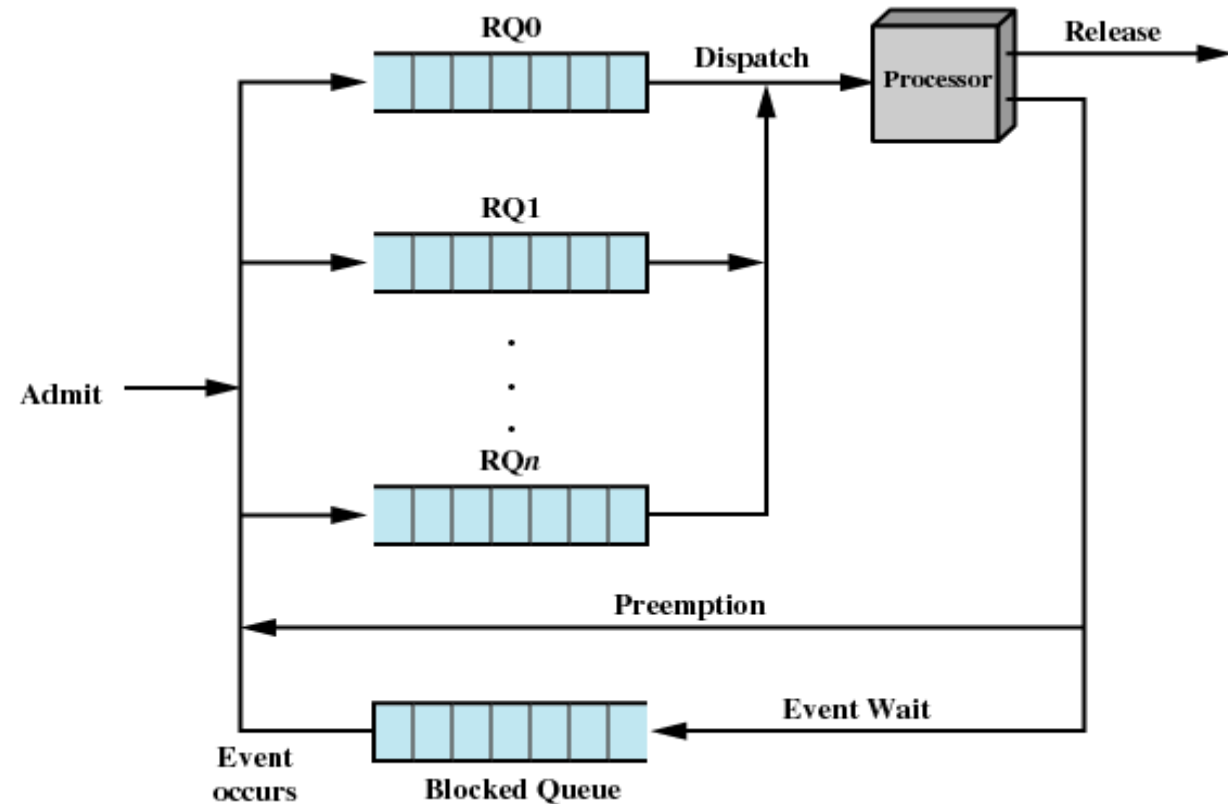 RQ0
Release
Dispatch
Processor
RQ1
Admit
RQn
Preemption
Event Wait
Event
occurs
Blocked Queue